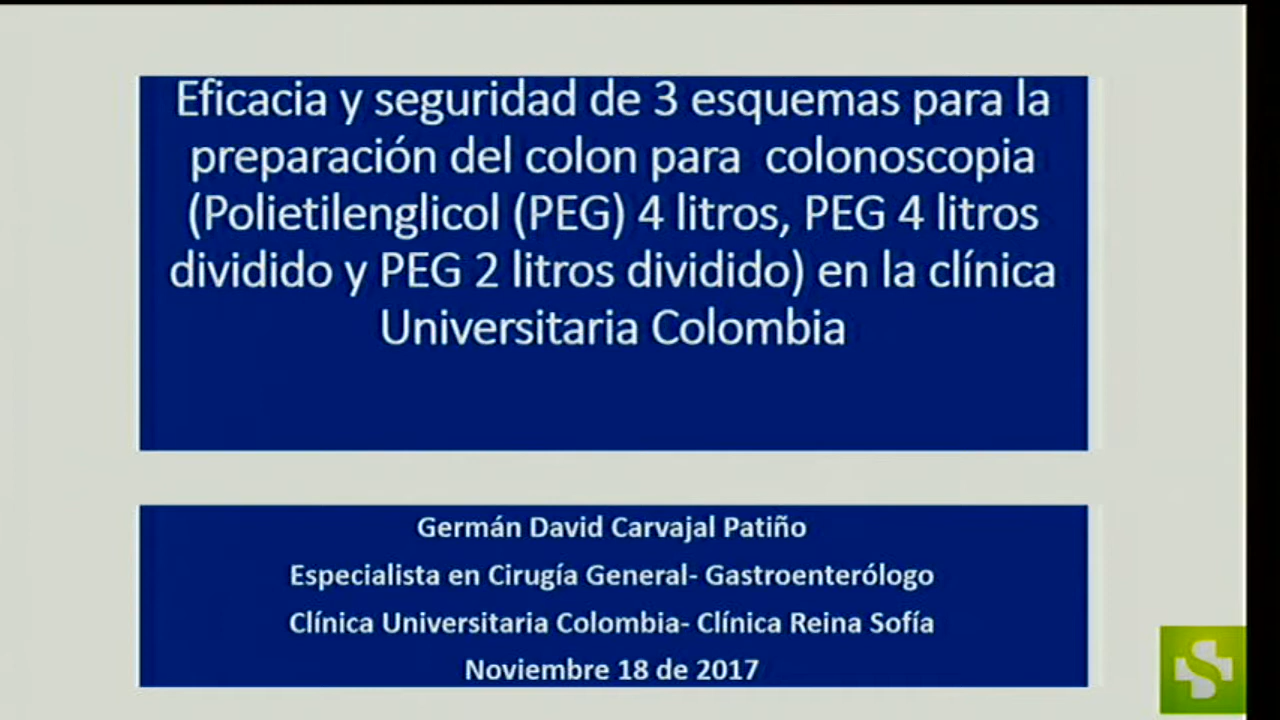 Eficacia y seguridad de 3 esquemas para la
preparación del colon para colonoscopia
(Polietilenglicol (PEG) 4 litros, PEG 4 litros
dividido y PEG 2 litros dividido) en la clínica
Universitaria Colombia
Germán David Carvajal Patiño
Especialista en Cirugía General- Gastroenterólogo
Clínica Universitaria Colombia- Clínica Reina Sofía
Noviembre 18 de 2017
S